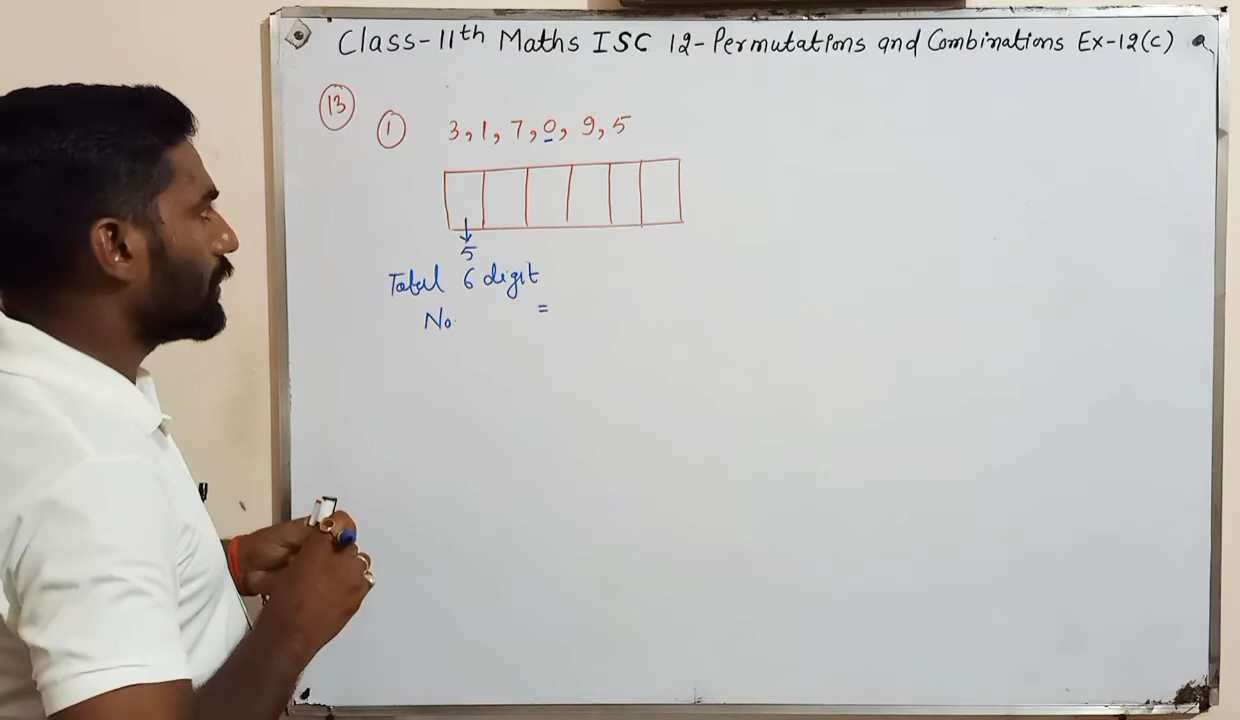 Class-11th Maths ISC 12-Permutations and Combinations Ex-12(c)
13
1 3, 1, 7, 0, 9, 5
5
Total 6 digit
No. =